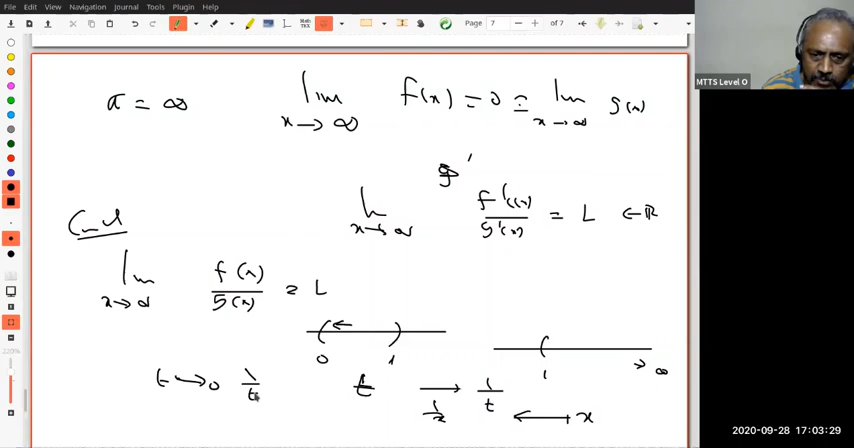 File Edit View Navigation Journal Tools Plugin Help
Page 7 of 7
MTTS Level O
a = ∞ lim x→∞ f(x) = 0 = lim x→∞ g(x)
g'
lim x→∞ f'(x)/g'(x) = L ∈ ℝ
lim x→∞ f(x)/g(x) = L
0 1
1 ∞
t → 0 1/t t → 1/t
1/x ← x
220%
2020-09-28 17:03:29